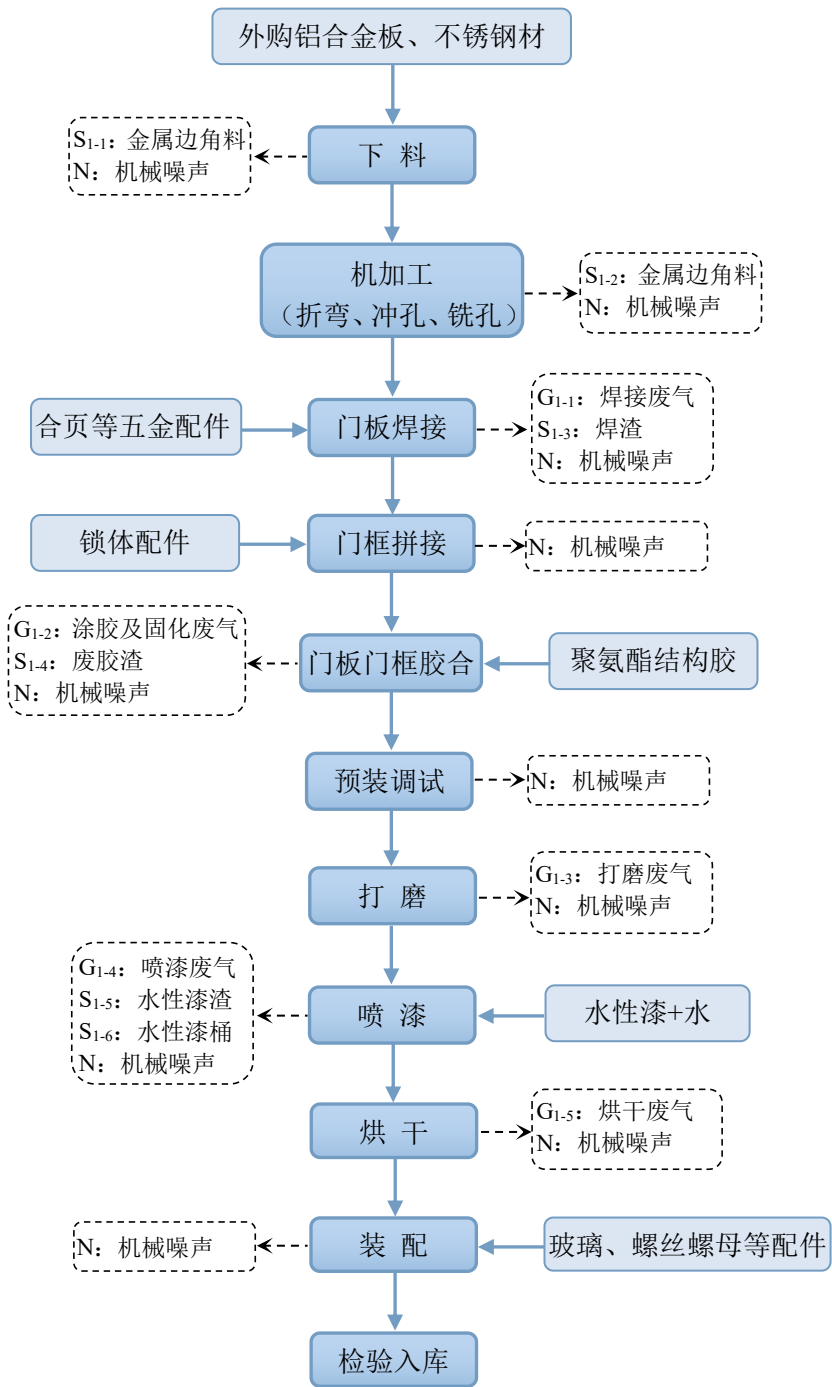 外购铝合金板、不锈钢材
S1-1：金属边角料
N：机械噪声
下 料
机加工
（折弯、冲孔、铣孔）
S1-2：金属边角料
N：机械噪声
合页等五金配件
门板焊接
G1-1：焊接废气
S1-3：焊渣
N：机械噪声
锁体配件
门框拼接
N：机械噪声
G1-2：涂胶及固化废气
S1-4：废胶渣
N：机械噪声
门板门框胶合
聚氨酯结构胶
预装调试
N：机械噪声
打 磨
G1-3：打磨废气
N：机械噪声
G1-4：喷漆废气
S1-5：水性漆渣
S1-6：水性漆桶
N：机械噪声
喷 漆
水性漆+水
烘 干
G1-5：烘干废气
N：机械噪声
N：机械噪声
装 配
玻璃、螺丝螺母等配件
检验入库